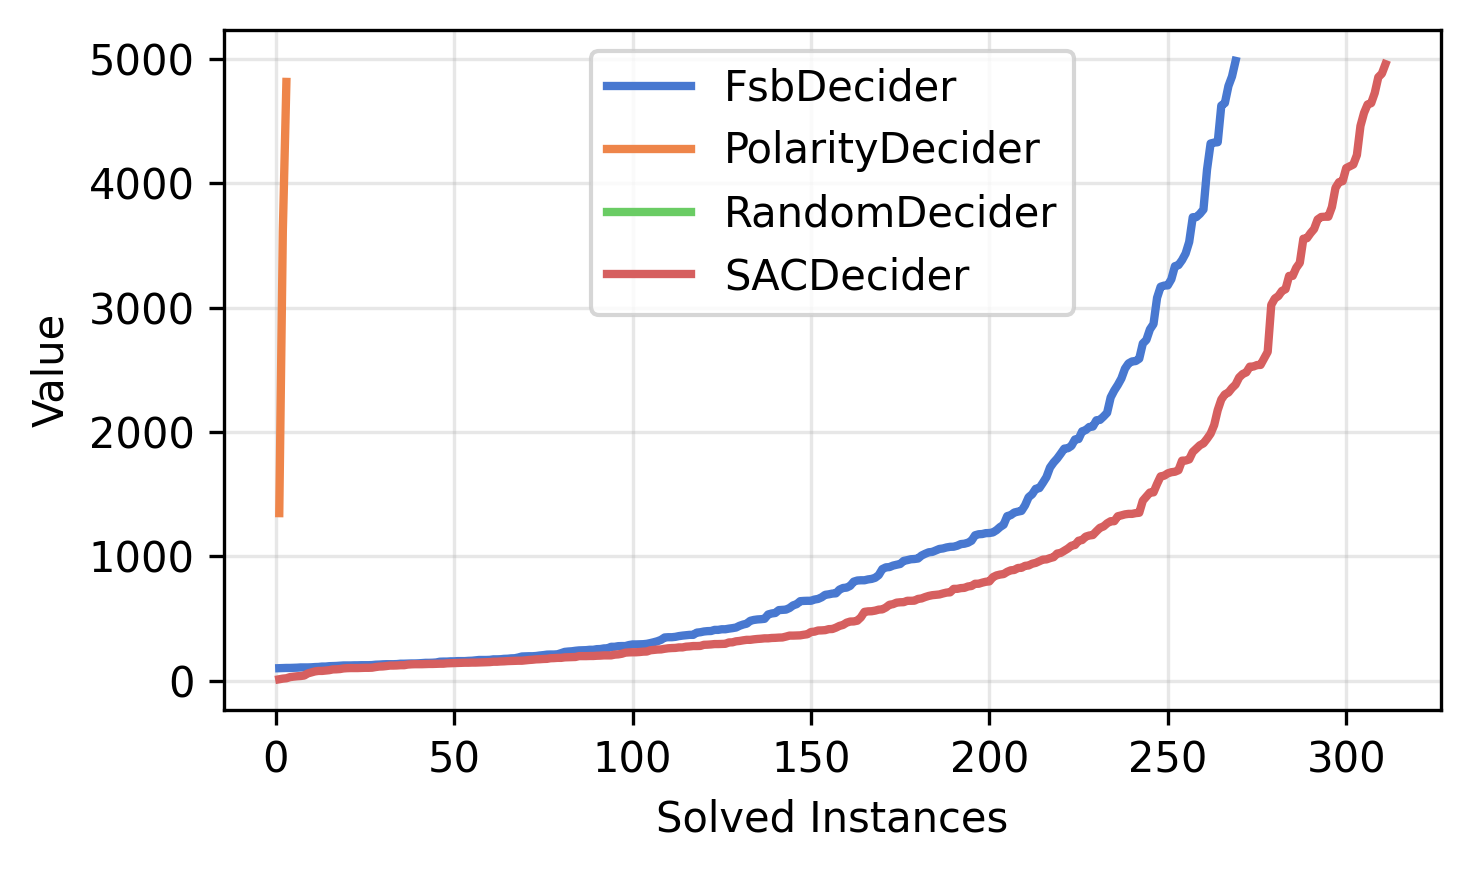 5000
4000
3000
2000
1000
0
Value
FsbDecider
PolarityDecider
RandomDecider
SACDecider
0 50 100 150 200 250 300
Solved Instances